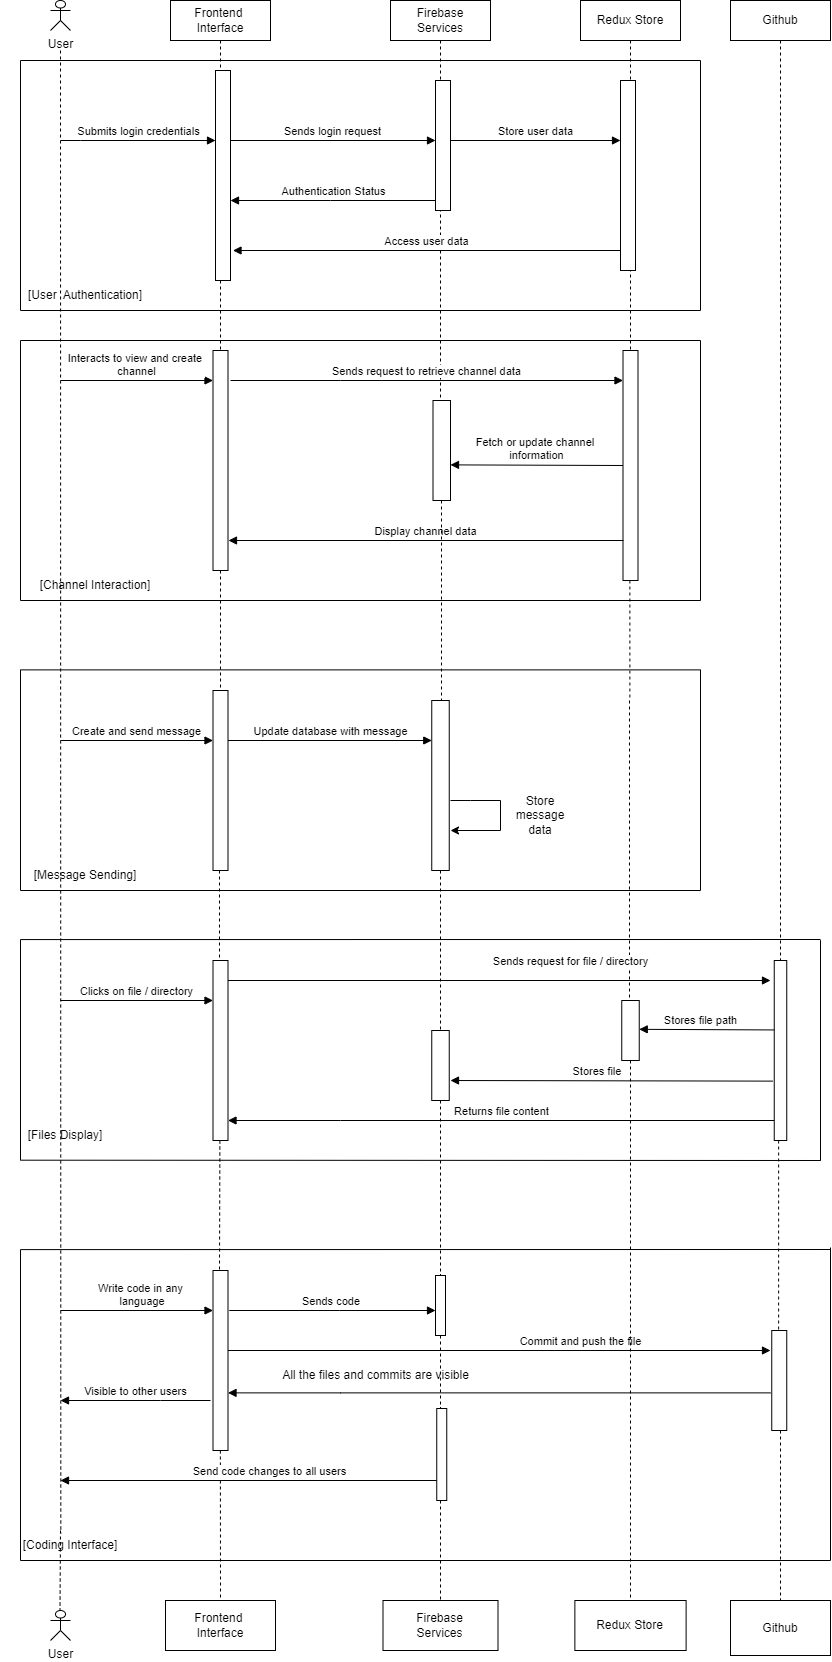 User
Frontend
Interface
Firebase
Services
Redux Store
Github
Submits login credentials
Sends login request
Store user data
Authentication Status
Access user data
[User Authentication]
Interacts to view and create
channel
Sends request to retrieve channel data
Fetch or update channel
information
Display channel data
[Channel Interaction]
Create and send message
Update database with message
Store
message
data
[Message Sending]
Sends request for file / directory
Clicks on file / directory
Stores file path
Stores file
Returns file content
[Files Display]
Write code in any
language
Sends code
Commit and push the file
All the files and commits are visible
Visible to other users
Send code changes to all users
[Coding Interface]
User
Frontend
Interface
Firebase
Services
Redux Store
Github